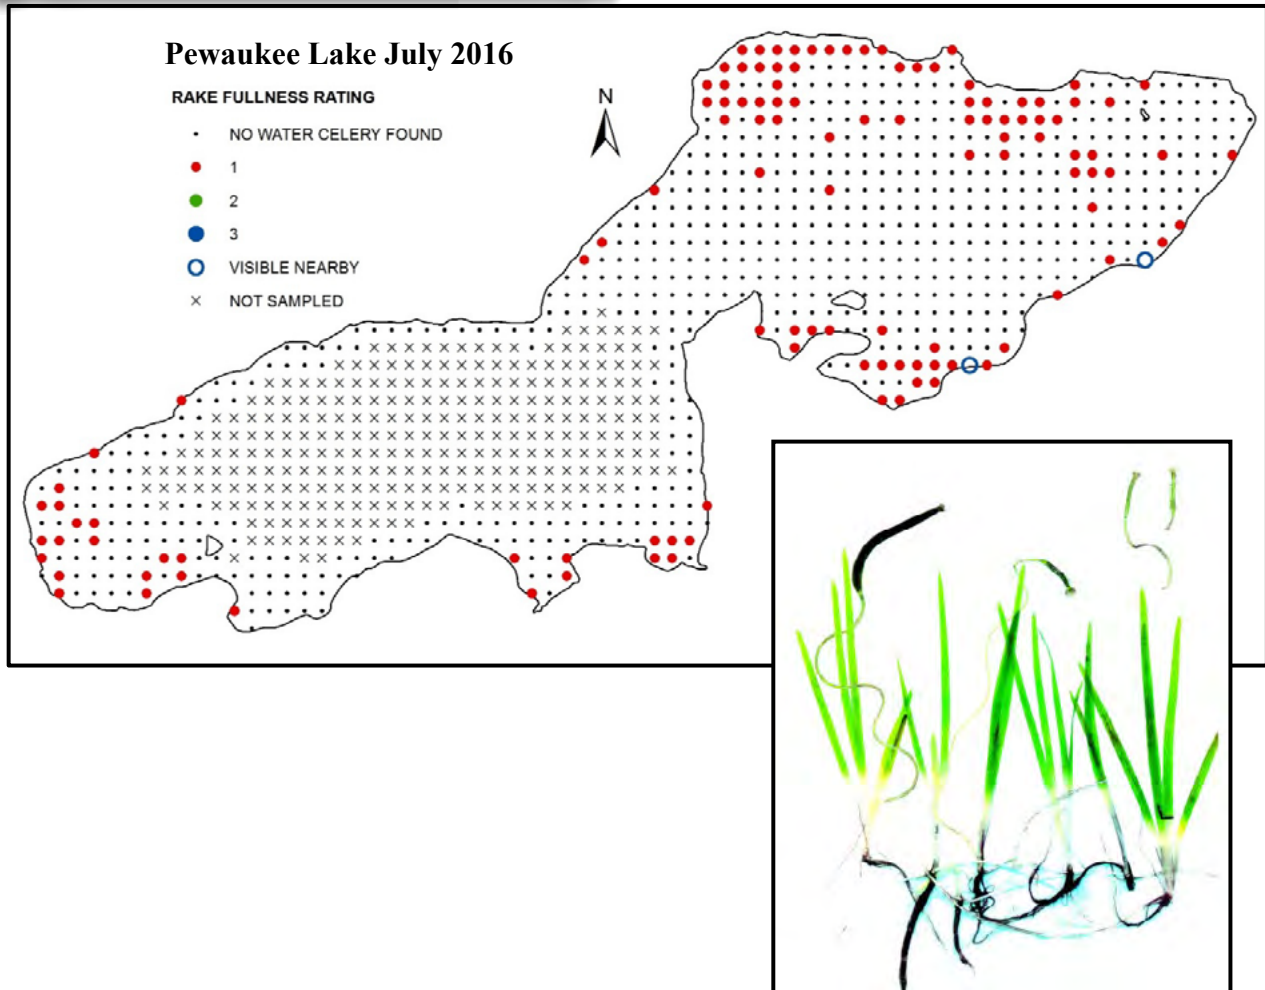 Pewaukee Lake July 2016
RAKE FULLNESS RATING
N
NO WATER CELERY FOUND
1
2
3
VISIBLE NEARBY
NOT SAMPLED